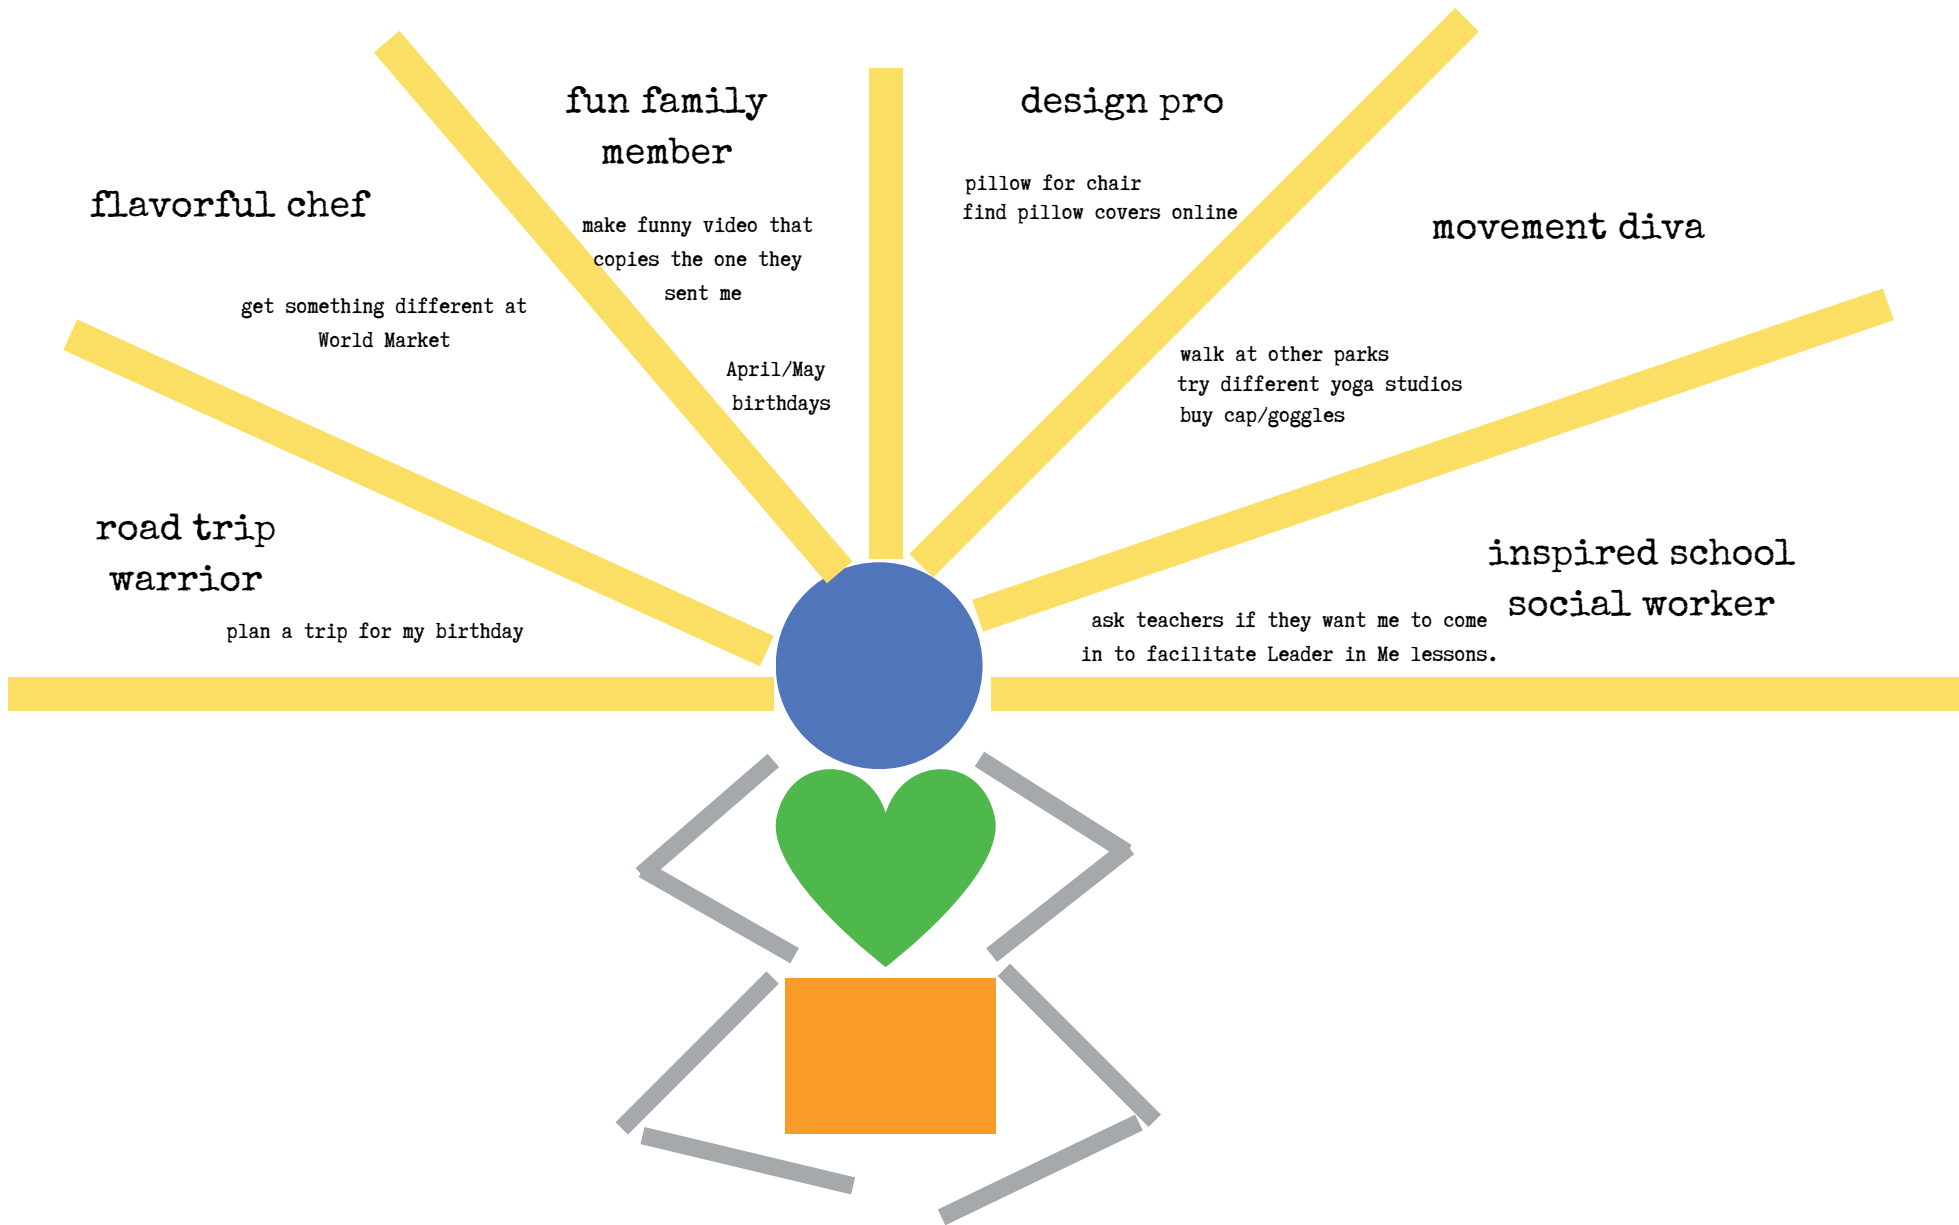 flavorful chef
get something different at
World Market
fun family
member
make funny video that
copies the one they
sent me
April/May
birthdays
design pro
pillow for chair
find pillow covers online
movement diva
walk at other parks
try different yoga studios
buy cap/goggles
road trip
warrior
plan a trip for my birthday
inspired school
social worker
ask teachers if they want me to come
in to facilitate Leader in Me lessons.